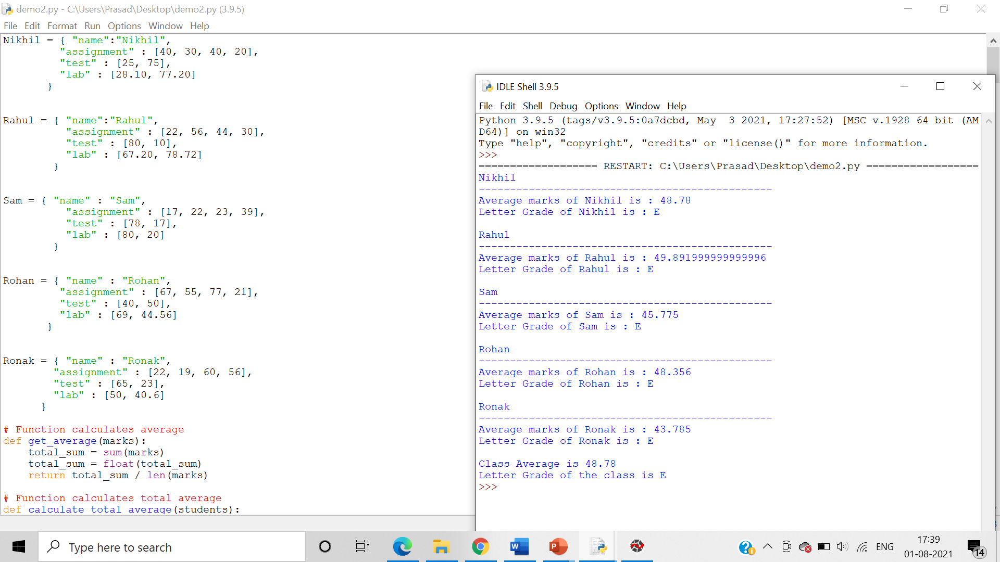 demo2.py - C:\Users\Prasad\Desktop\demo2.py (3.9.5)
File Edit Format Run Options Window Help
Nikhil = { "name":"Nikhil",
"assignment" : [40, 30, 40, 20],
"test" : [25, 75],
"lab" : [28.10, 77.20]
}
Rahul = { "name":"Rahul",
"assignment" : [22, 56, 44, 30],
"test" : [80, 10],
"lab" : [67.20, 78.72]
}
Sam = { "name" : "Sam",
"assignment" : [17, 22, 23, 39],
"test" : [78, 17],
"lab" : [80, 20]
}
Rohan = { "name" : "Rohan",
"assignment" : [67, 55, 77, 21],
"test" : [40, 50],
"lab" : [69, 44.56]
}
Ronak = { "name" : "Ronak",
"assignment" : [22, 19, 60, 56],
"test" : [65, 23],
"lab" : [50, 40.6]
}
# Function calculates average
def get_average(marks):
total_sum = sum(marks)
total_sum = float(total_sum)
return total_sum / len(marks)
# Function calculates total average
def calculate_total_average(students):
IDLE Shell 3.9.5
File Edit Shell Debug Options Window Help
Python 3.9.5 (tags/v3.9.5:0a7dcbd, May  3 2021, 17:27:52) [MSC v.1928 64 bit (AM
D64)] on win32
Type "help", "copyright", "credits" or "license()" for more information.
>>>
=================== RESTART: C:\Users\Prasad\Desktop\demo2.py ==================
Nikhil
-----------------------------------------------
Average marks of Nikhil is : 48.78
Letter Grade of Nikhil is : E
Rahul
-----------------------------------------------
Average marks of Rahul is : 49.891999999999996
Letter Grade of Rahul is : E
Sam
-----------------------------------------------
Average marks of Sam is : 45.775
Letter Grade of Sam is : E
Rohan
-----------------------------------------------
Average marks of Rohan is : 48.356
Letter Grade of Rohan is : E
Ronak
-----------------------------------------------
Average marks of Ronak is : 43.785
Letter Grade of Ronak is : E
Class Average is 48.78
Letter Grade of the class is E
>>>
Type here to search
ENG
17:39
01-08-2021
14